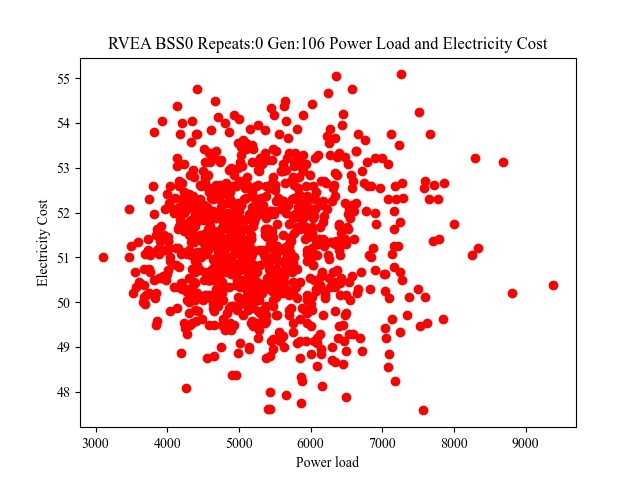 RVEA BSS0 Repeats:0 Gen:106 Power Load and Electricity Cost
55
54
53
52
51
50
49
48
Electricity Cost
3000 4000 5000 6000 7000 8000 9000
Power load